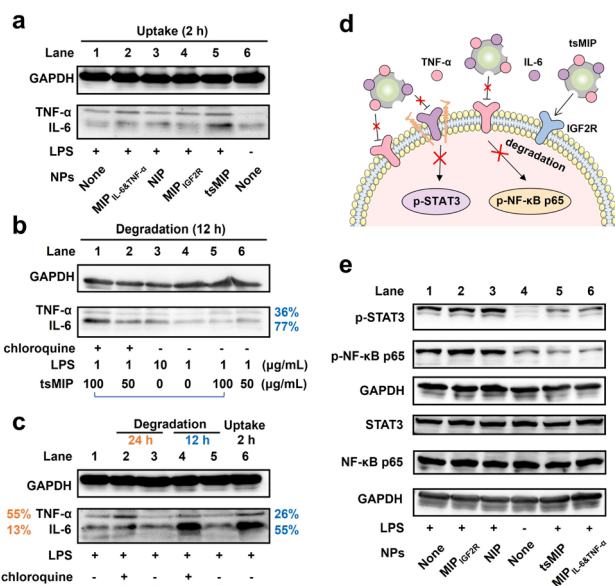 a
Uptake (2 h)
Lane 1 2 3 4 5 6
GAPDH
TNF-α
IL-6
LPS + + + + + -
NPs None MIP IL-6&TNF-α NIP MIP IGF2R tsMIP None
b
Degradation (12 h)
Lane 1 2 3 4 5 6
GAPDH
TNF-α 36%
IL-6 77%
chloroquine + + - - - -
LPS 1 1 10 1 1 1 (μg/mL)
tsMIP 100 50 0 0 100 50 (μg/mL)
c
Degradation Uptake
24 h 12 h 2 h
Lane 1 2 3 4 5 6
GAPDH
55% TNF-α 26%
13% IL-6 55%
LPS + + + + + +
chloroquine - + - + - -
d
TNF-α IL-6 tsMIP
IGF2R
degradation
p-STAT3 p-NF-κB p65
e
Lane 1 2 3 4 5 6
p-STAT3
p-NF-κB p65
GAPDH
STAT3
NF-κB p65
GAPDH
LPS + + + - + +
NPs None MIP IGF2R NIP None tsMIP MIP IL-6&TNF-α